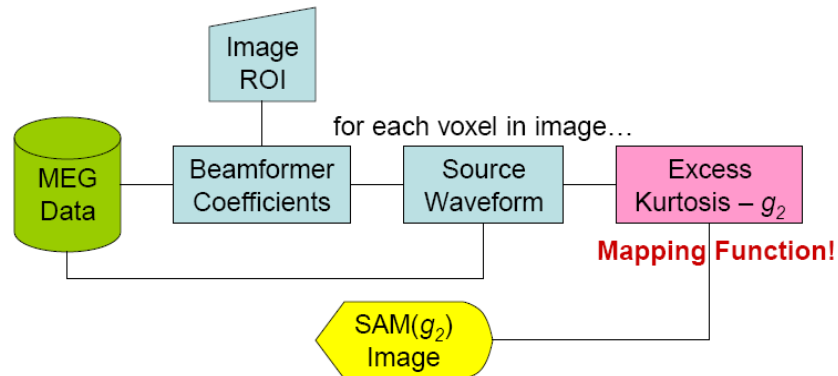 Image
ROI
for each voxel in image…
MEG
Data
Beamformer
Coefficients
Source
Waveform
Excess
Kurtosis – g2
Mapping Function!
SAM(g2)
Image